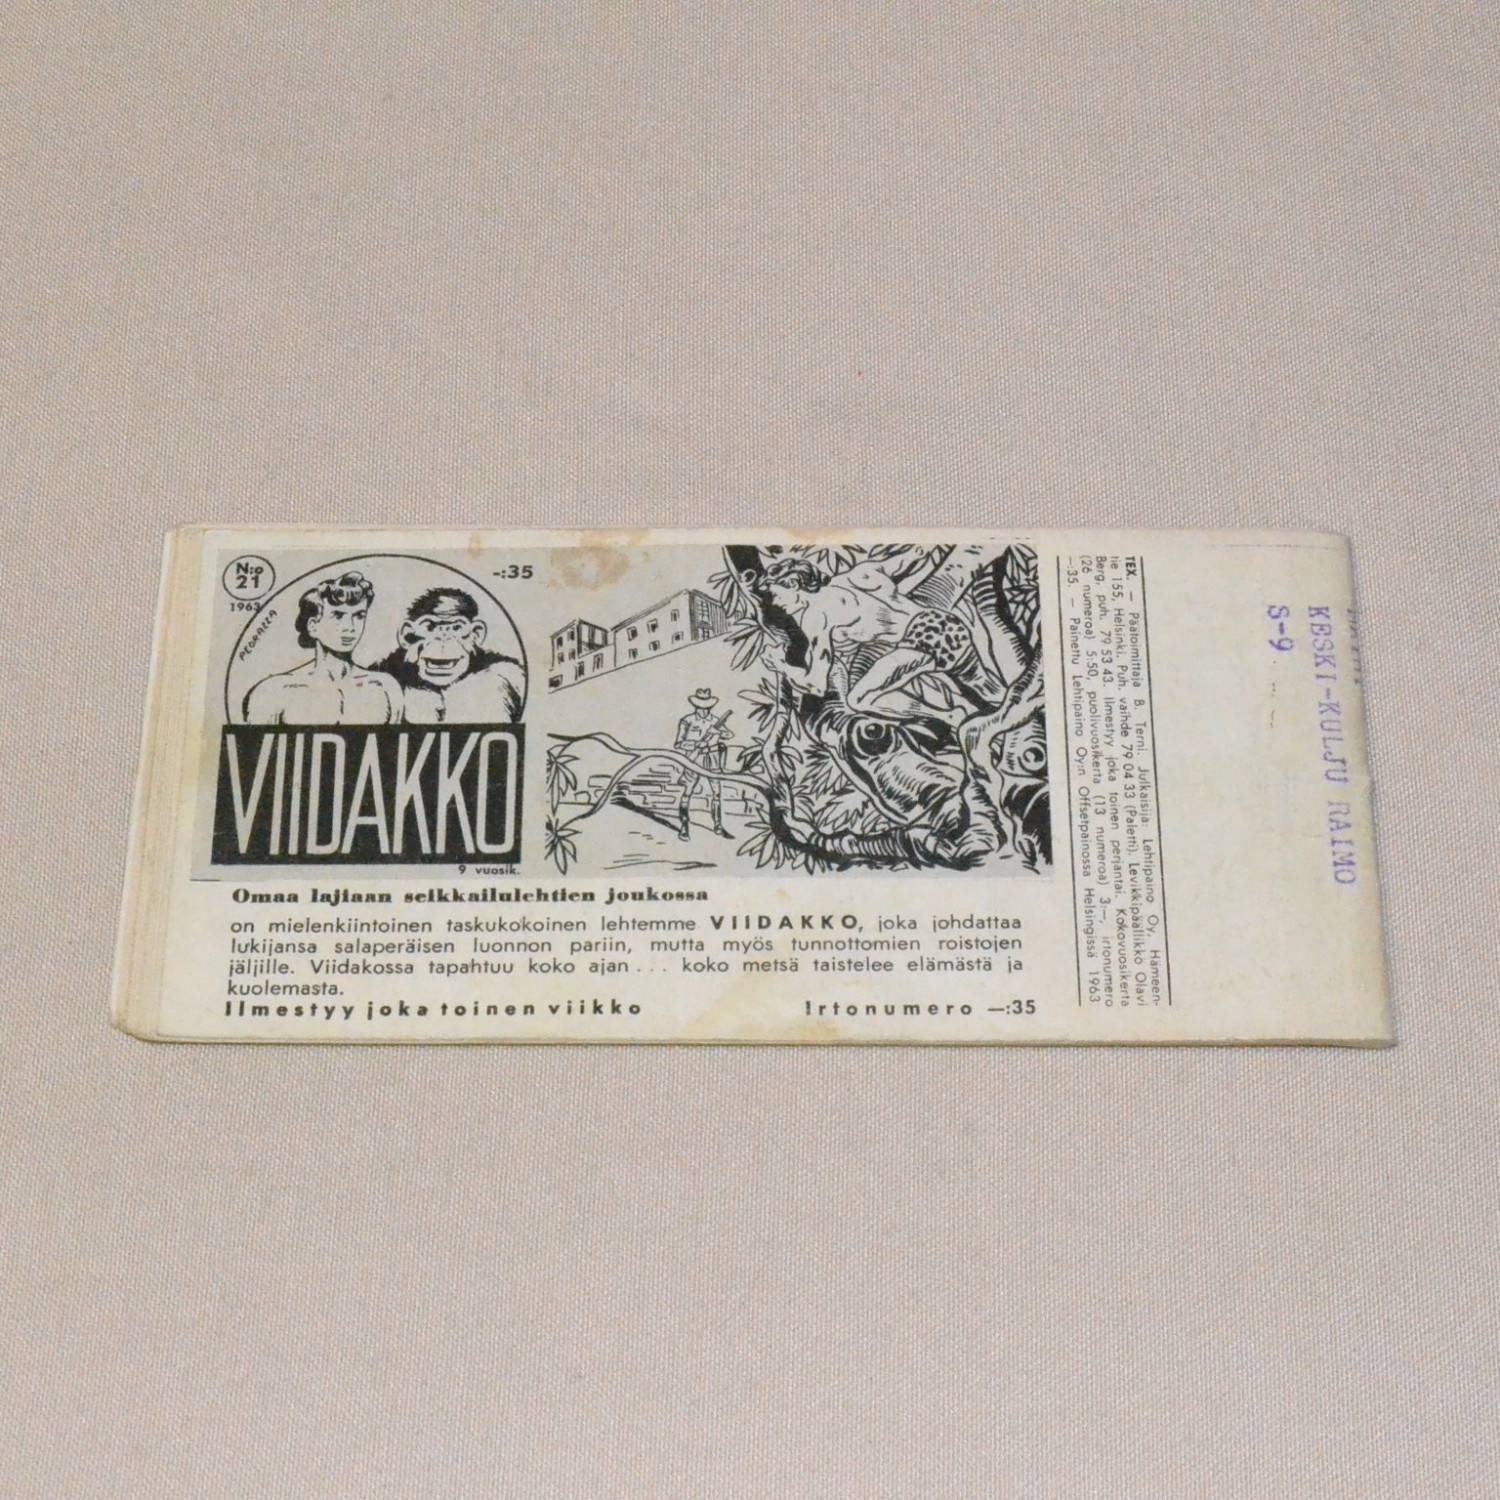 N:o
21
1963
PEDRAZZA
-:35
VIIDAKKO
9 vuosik.
Omaa lajiaan seikkailulehtien joukossa
on mielenkiintoinen taskukokoinen lehtemme VIIDAKKO, joka johdattaa
lukijansa salaperäisen luonnon pariin, mutta myös tunnottomien roistojen
jäljille. Viidakossa tapahtuu koko ajan... koko metsä taistelee elämästä ja
kuolemasta.
Ilmestyy joka toinen viikko
Irtonumero —:35
TEX. — Päätoimittaja B. Terni. Julkaisija: Lehtipaino Oy, Hämeen-
tie 155, Helsinki. Puh. vaihde 79 04 33 (Paletti). Levikkipäällikkö Olavi
Berg, puh. 79 53 43. Ilmestyy joka toinen perjantai. Kokovuosikerta
(26 numeroa) 5:50, puolivuosikerta (13 numeroa) 3:—, irtonumero
—:35. — Painettu Lehtipaino Oy:n Offsetpainossa Helsingissä 1963
KESKI-KULJU RAIMO
S-9